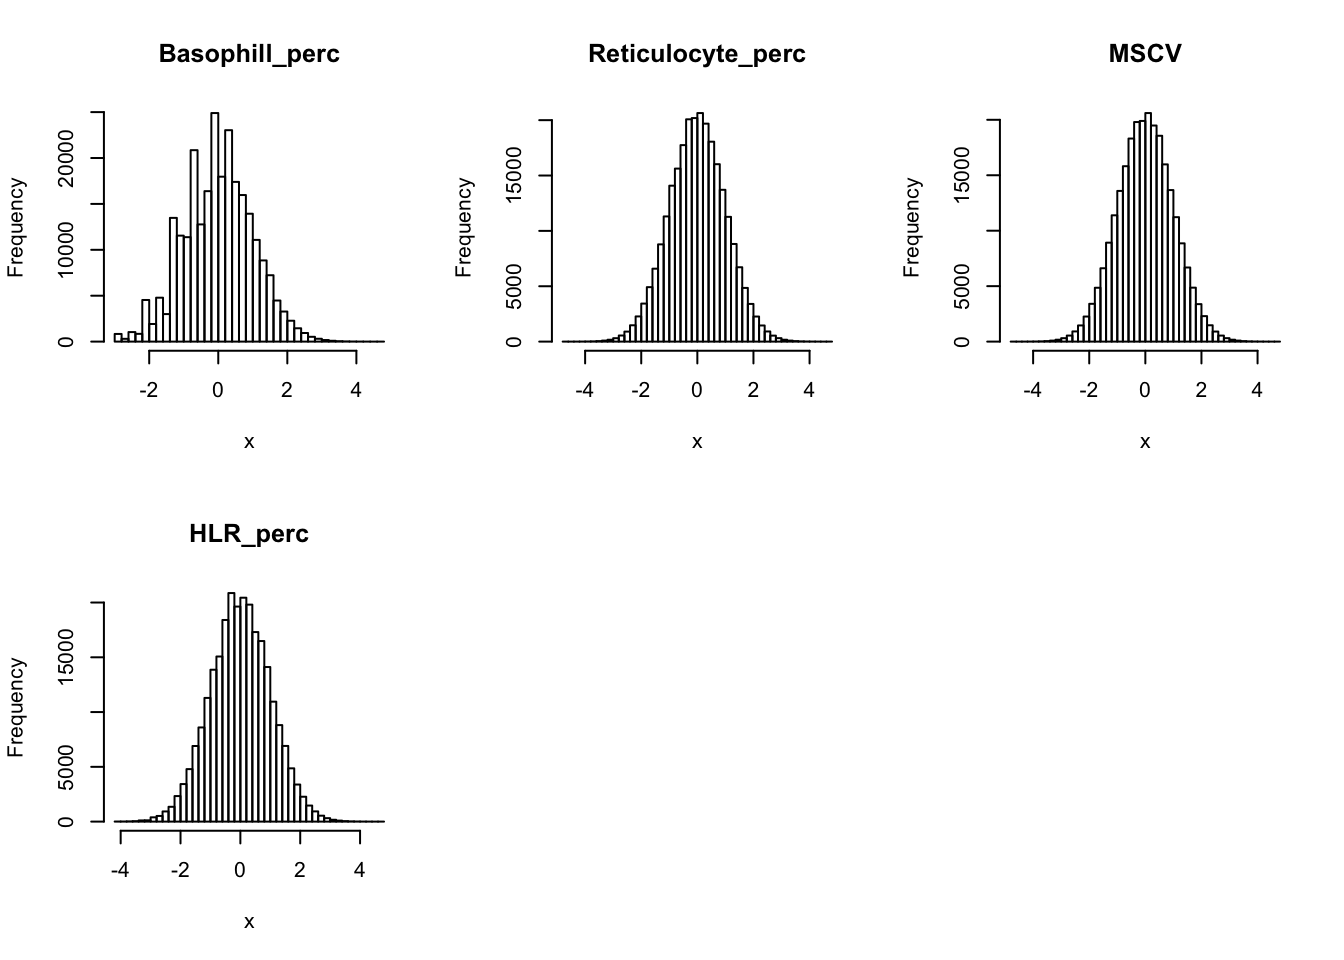 Basophill_perc
Frequency
0 10000 20000
-2 0 2 4
x
Reticulocyte_perc
Frequency
0 5000 15000
-4 -2 0 2 4
x
MSCV
Frequency
0 5000 15000
-4 -2 0 2 4
x
HLR_perc
Frequency
0 5000 15000
-4 -2 0 2 4
x